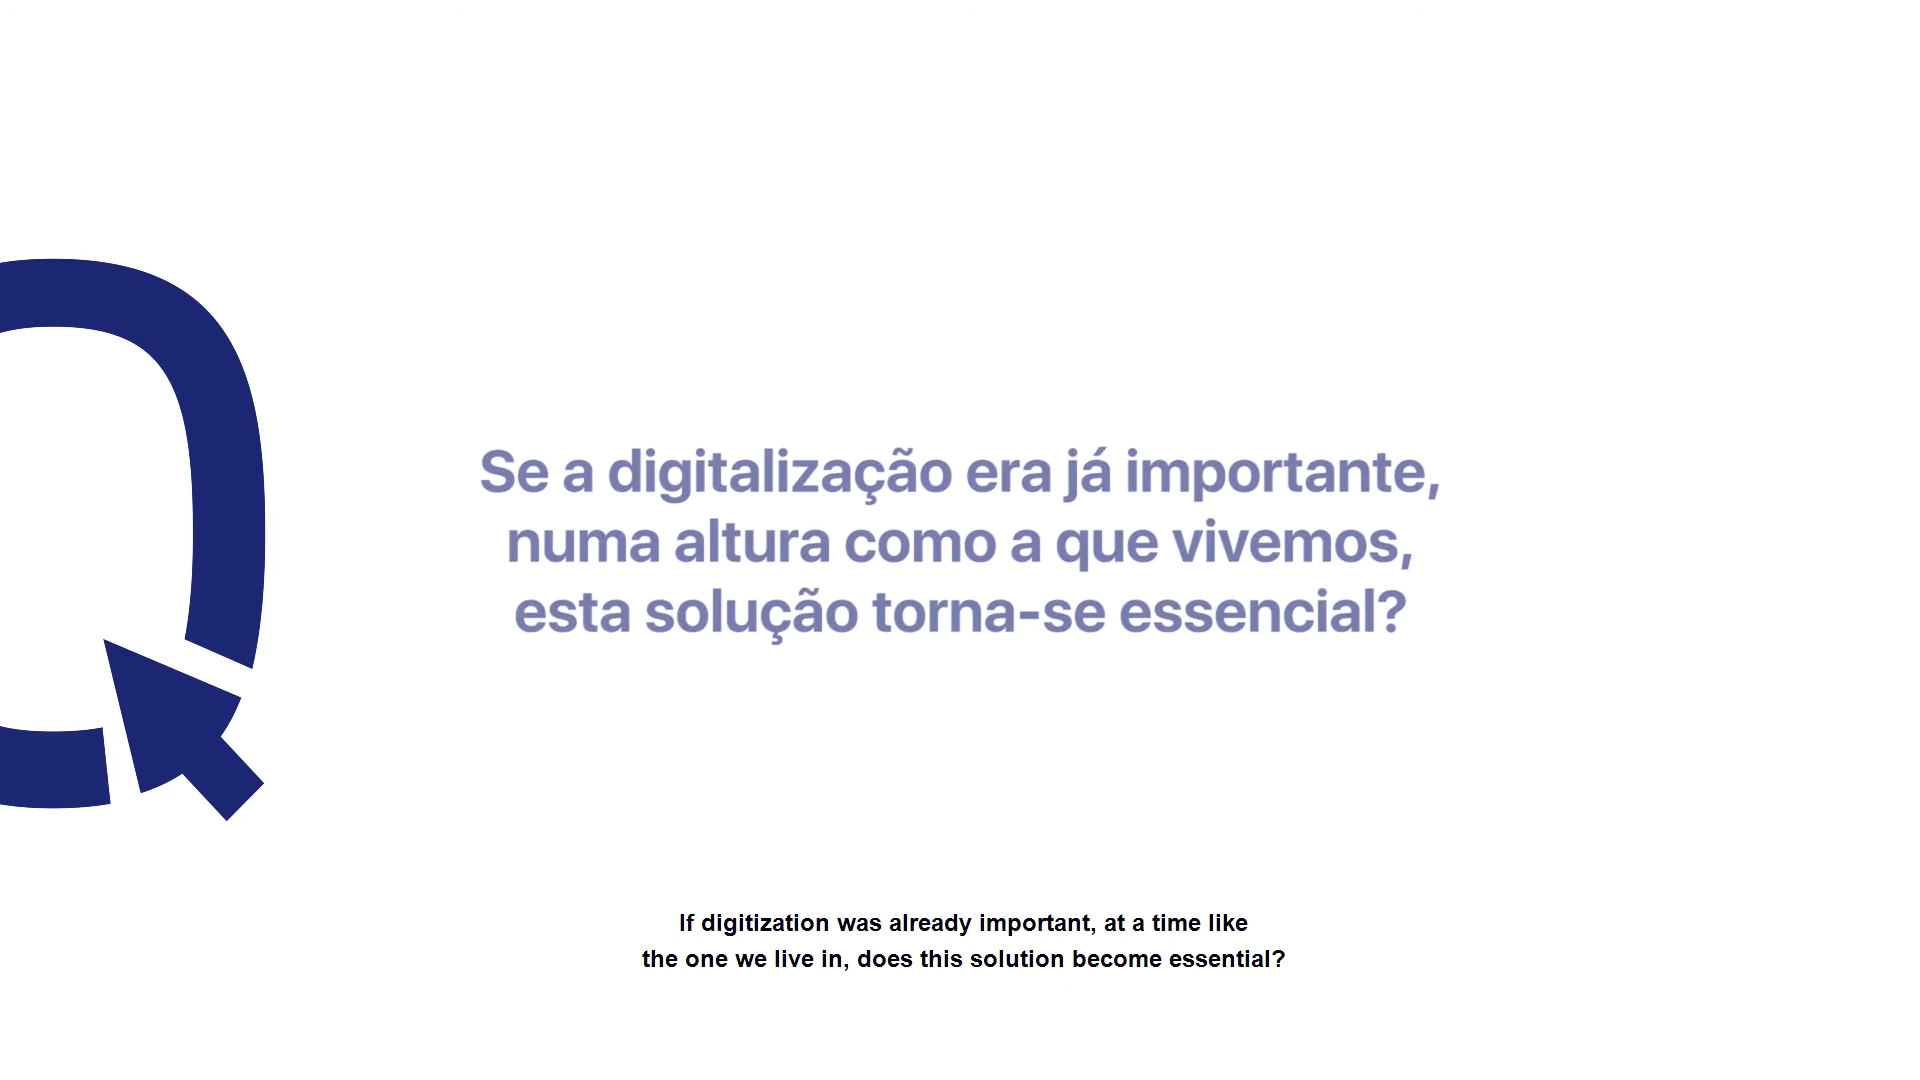 Se a digitalização era já importante,
numa altura como a que vivemos,
esta solução torna-se essencial?
If digitization was already important, at a time like
the one we live in, does this solution become essential?